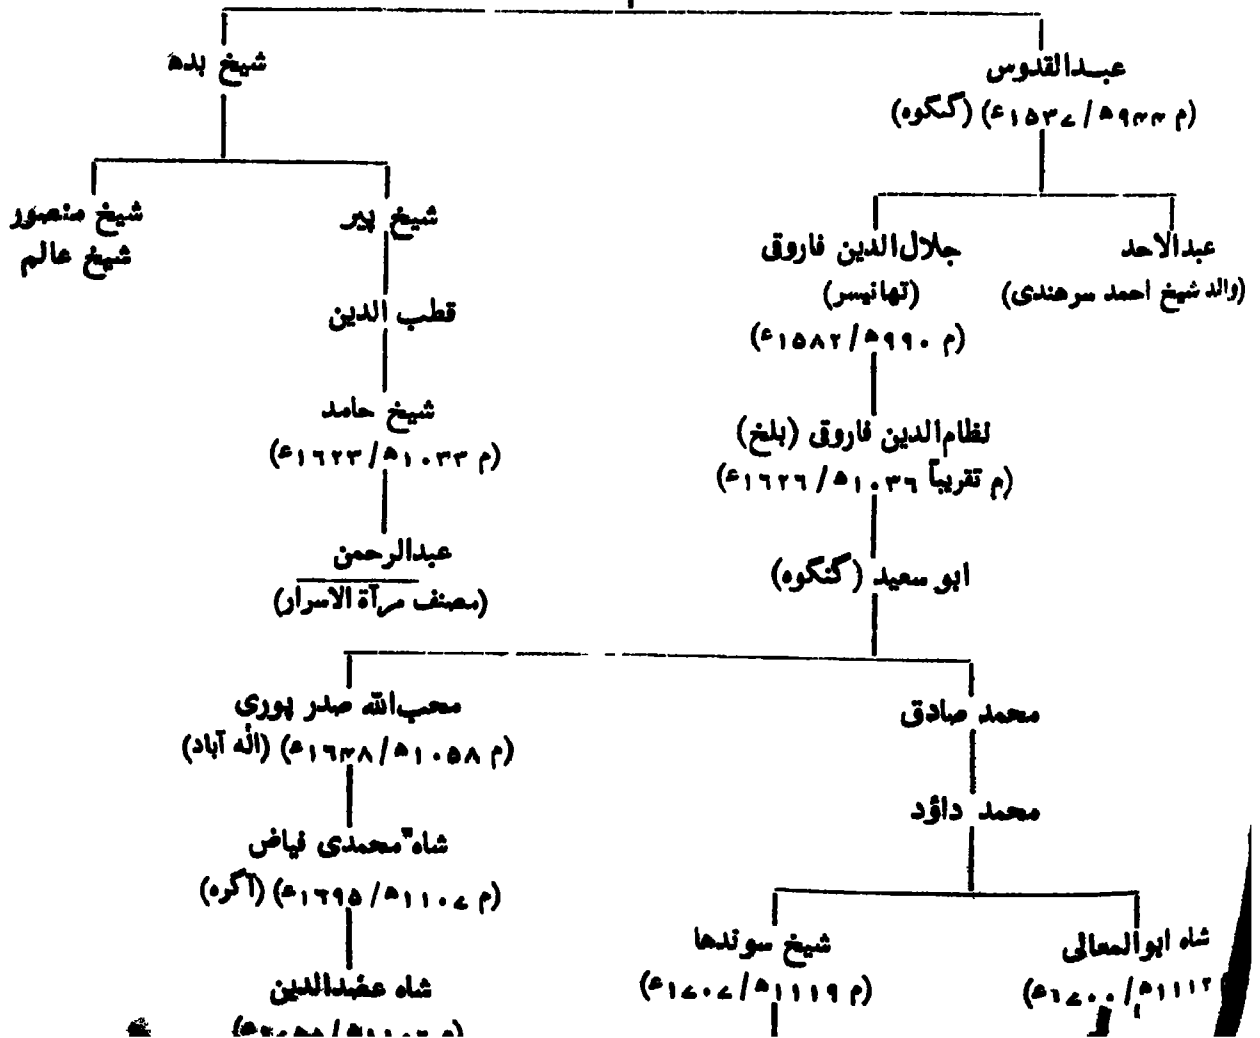 عبدالقدوس
(م ۹۴۴ھ/۱۵۳۷ء) (گنگوہ)
شیخ بدھ
عبدالاحد
(والد شیخ احمد سرھندی)
جلال‌الدین فاروقی
(تھانیسر)
(م ۹۹۰ھ/۱۵۸۲ء)
شیخ پیر
شیخ منصور
شیخ عالم
قطب الدین
نظام‌الدین فاروقی (بلخ)
(م تقریباً ۱۰۳۶ھ/۱۶۲۶ء)
شیخ حامد
(م ۱۰۳۳ھ/۱۶۲۳ء)
ابو سعید (گنگوہ)
عبدالرحمن
(مصنف مرآۃ الاسرار)
محمد صادق
محب‌اللہ صدر پوری
(م ۱۰۵۸ھ/۱۶۴۸ء) (الٰہ آباد)
محمد داؤد
شاہ محمدی فیاض
(م ۱۱۰۷ھ/۱۶۹۵ء) (آگرہ)
شاہ ابوالمعالی
شیخ سوندھا
(م ۱۱۱۹ھ/۱۷۰۷ء)
شاہ عضدالدین